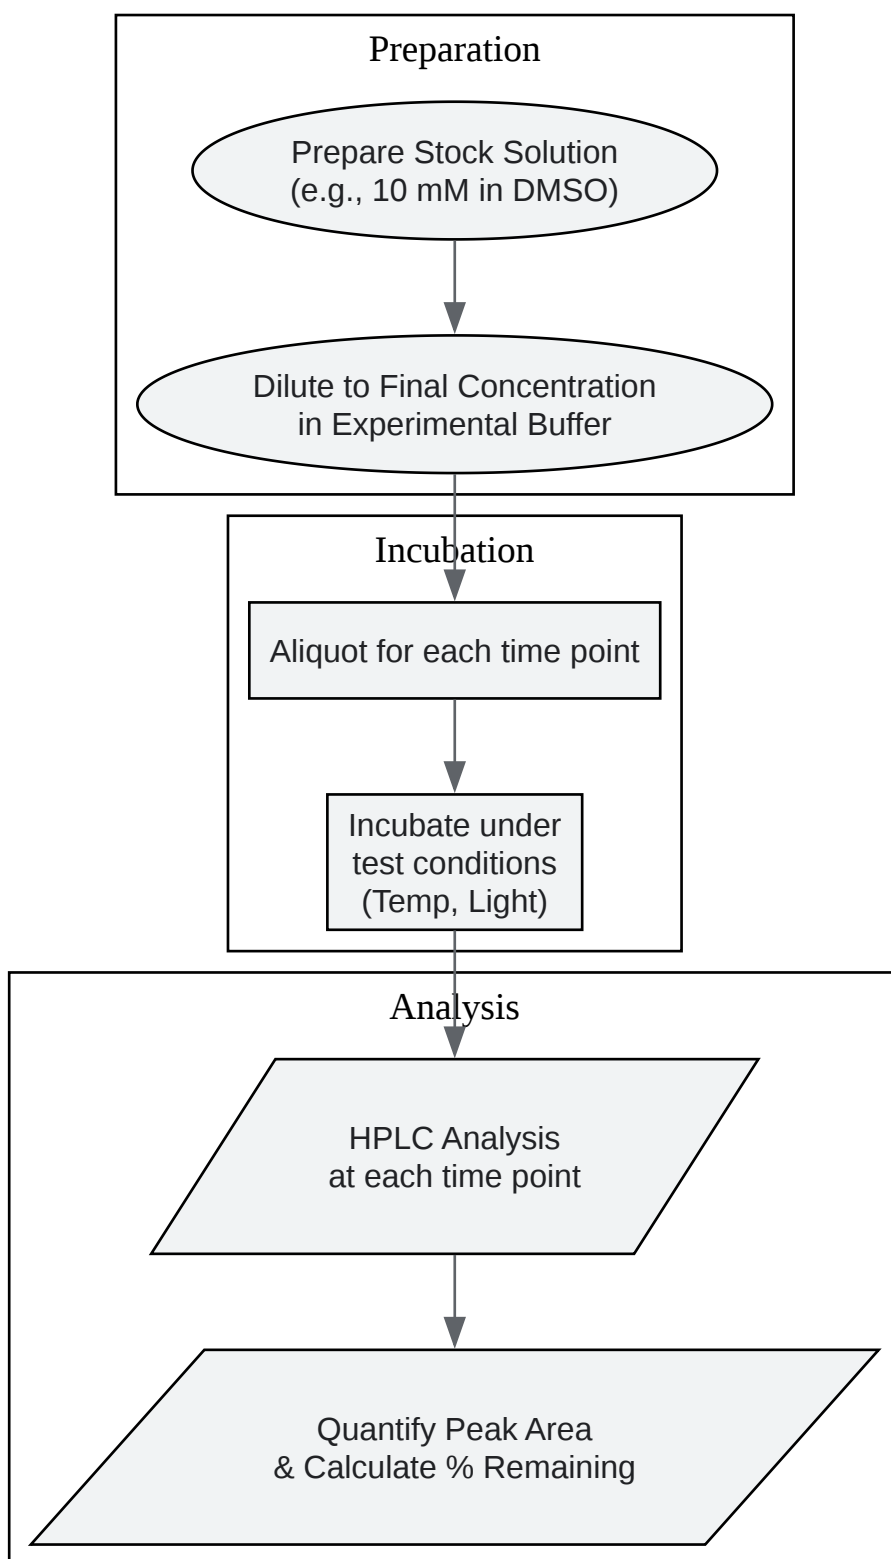 Preparation
Prepare Stock Solution
(e.g., 10 mM in DMSO)
Dilute to Final Concentration
in Experimental Buffer
Incubation
Aliquot for each time point
Incubate under
test conditions
(Temp, Light)
Analysis
HPLC Analysis
at each time point
Quantify Peak Area
& Calculate % Remaining